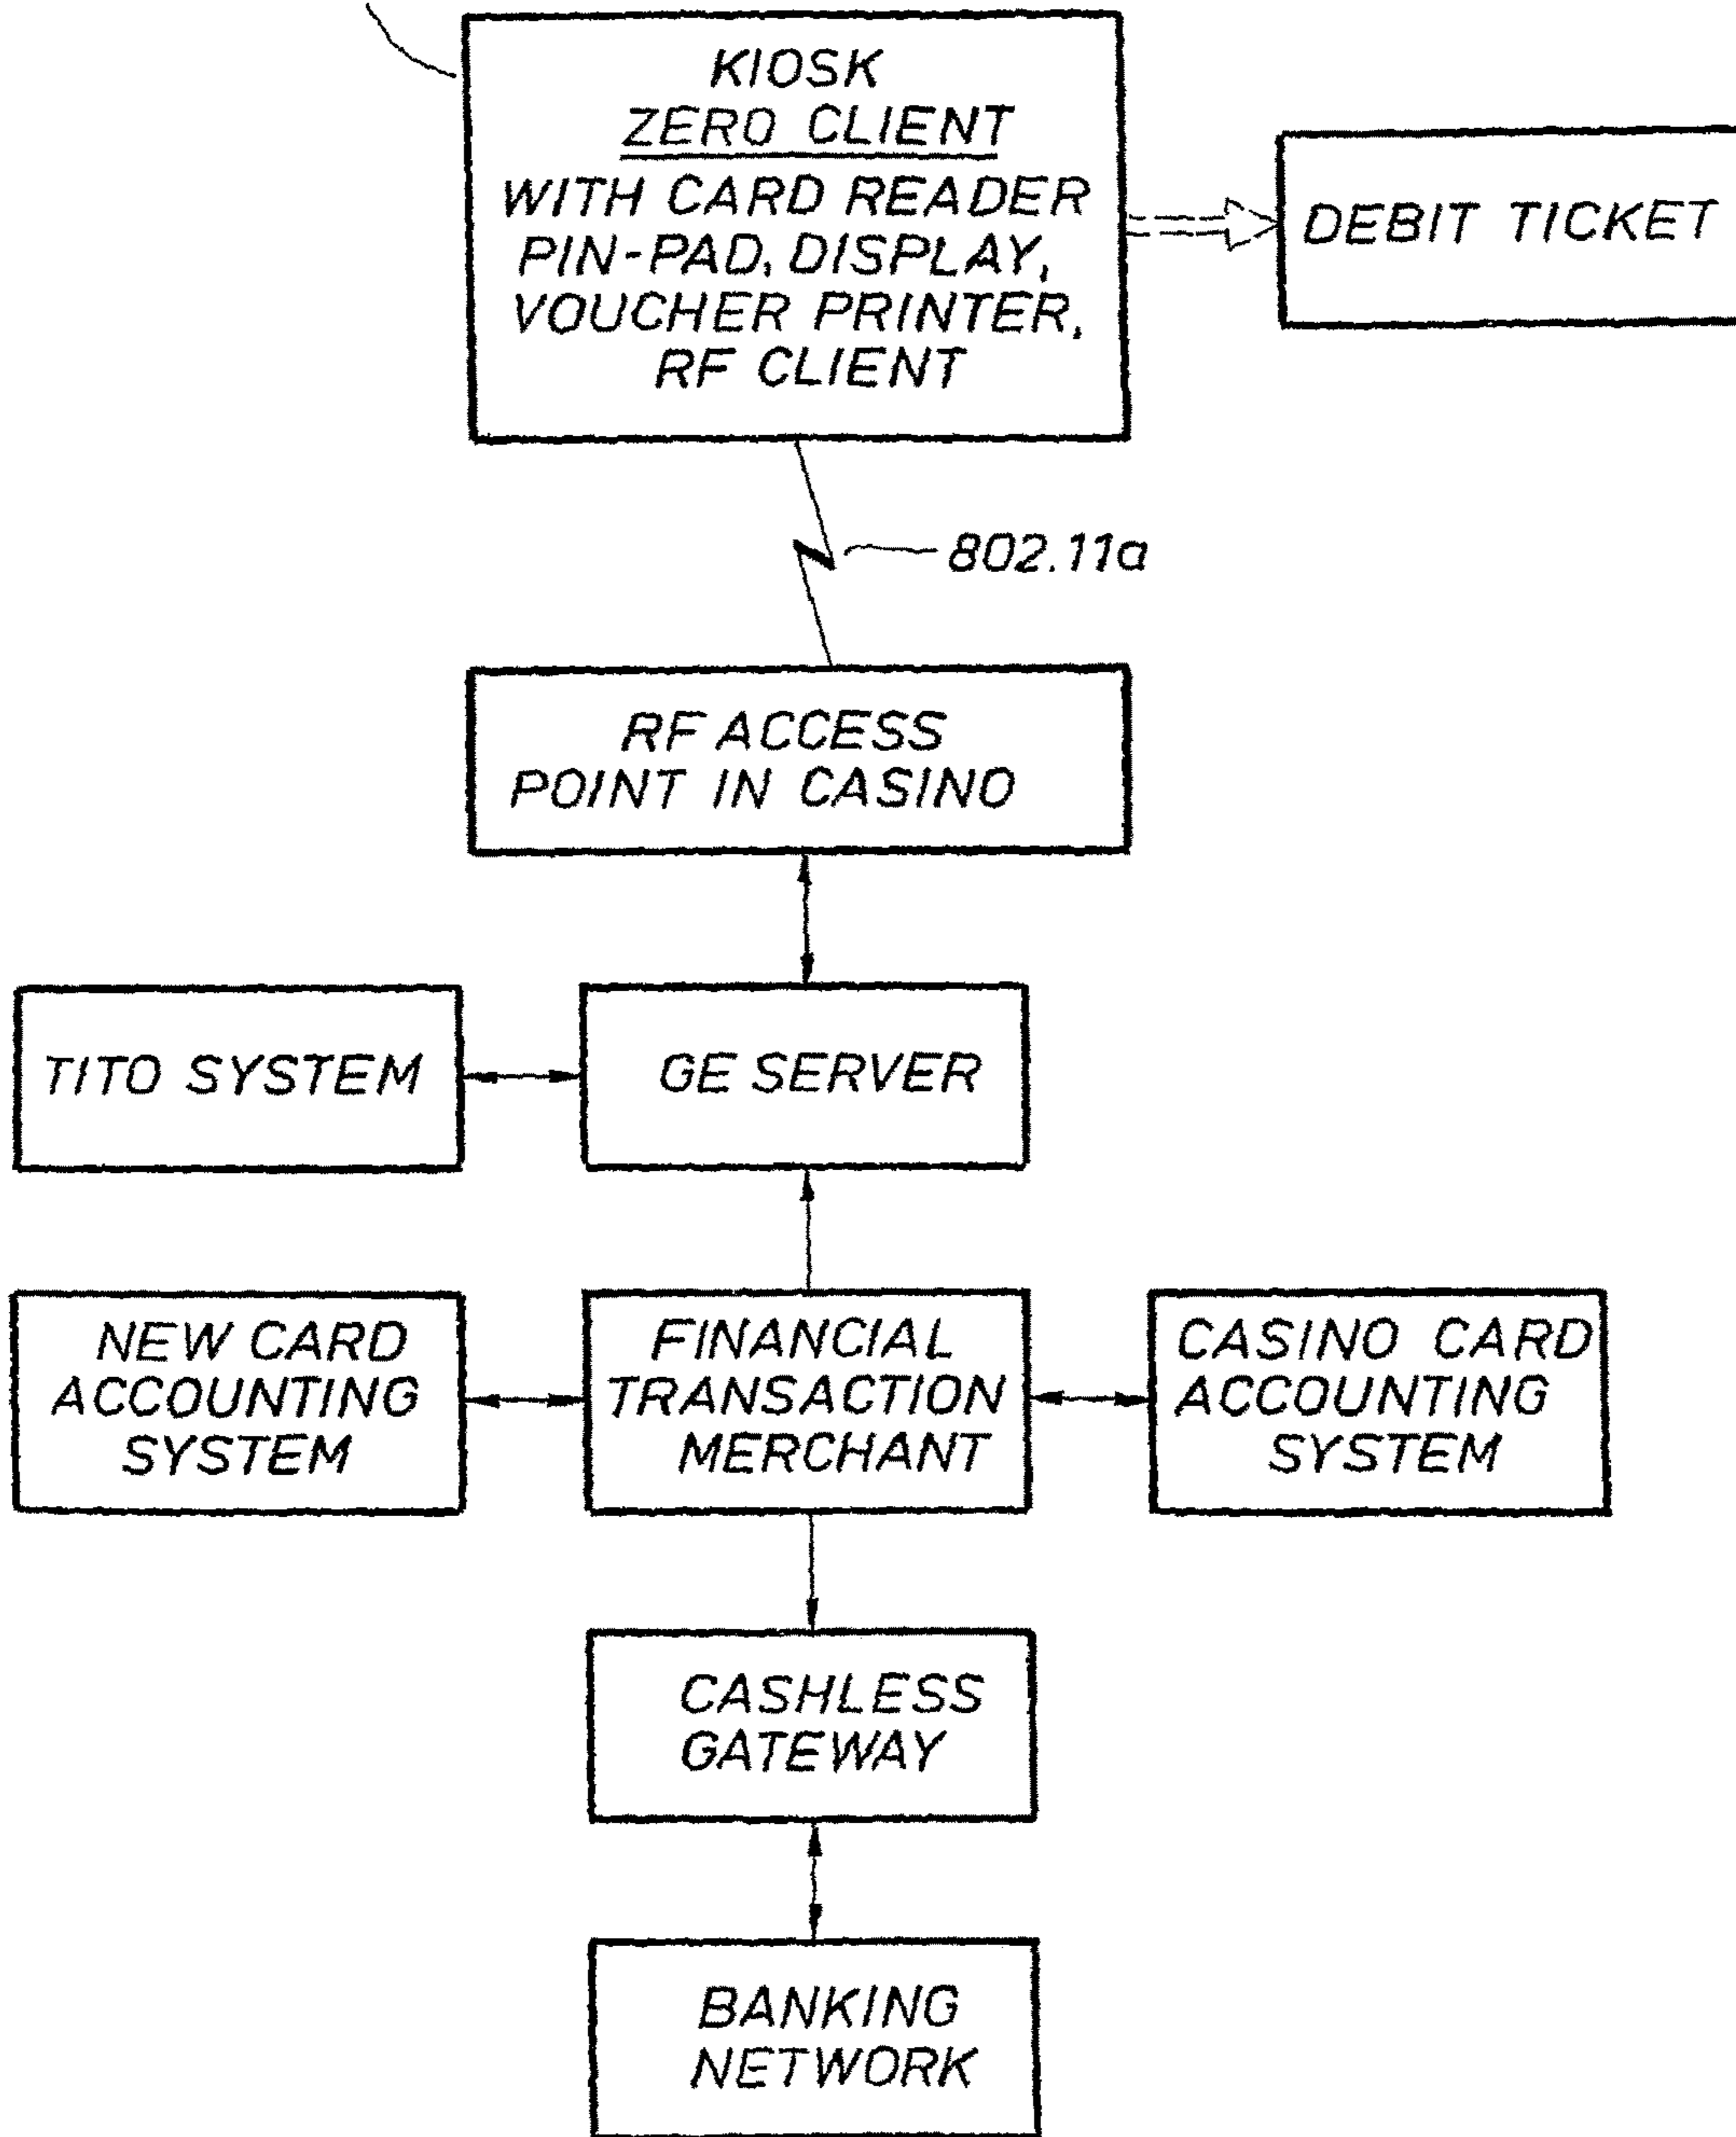 KIOSK
ZERO CLIENT
WITH CARD READER
PIN-PAD, DISPLAY,
VOUCHER PRINTER,
RF CLIENT
DEBIT TICKET
802.11a
RF ACCESS
POINT IN CASINO
TITO SYSTEM
GE SERVER
NEW CARD
ACCOUNTING
SYSTEM
FINANCIAL
TRANSACTION
MERCHANT
CASINO CARD
ACCOUNTING
SYSTEM
CASHLESS
GATEWAY
BANKING
NETWORK